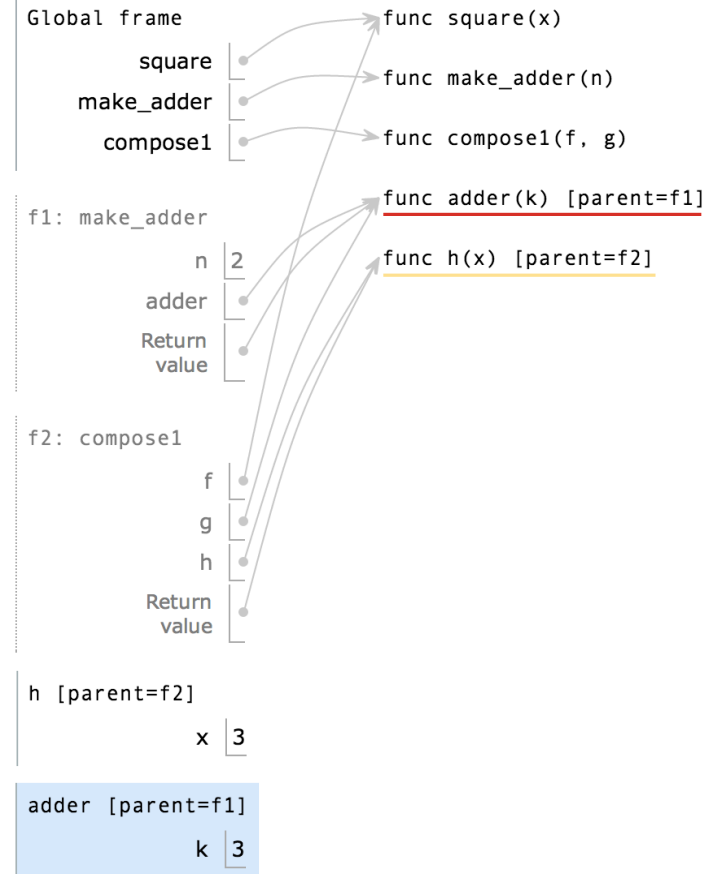 Global frame
func square(x)
square
func make_adder(n)
make_adder
func compose1(f, g)
compose1
func adder(k) [parent=f1]
f1: make_adder
func h(x) [parent=f2]
n 2
adder
Return
value
f2: compose1
f
g
h
Return
value
h [parent=f2]
x 3
adder [parent=f1]
k 3